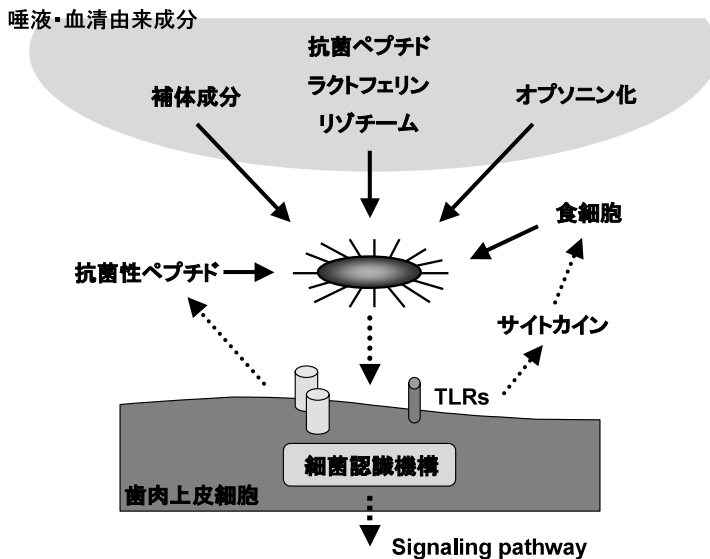 唾液・血清由来成分
抗菌ペプチド
ラクトフェリン
リゾチーム
補体成分
オプソニン化
食細胞
抗菌性ペプチド
サイトカイン
TLRs
細菌認識機構
歯肉上皮細胞
Signaling pathway